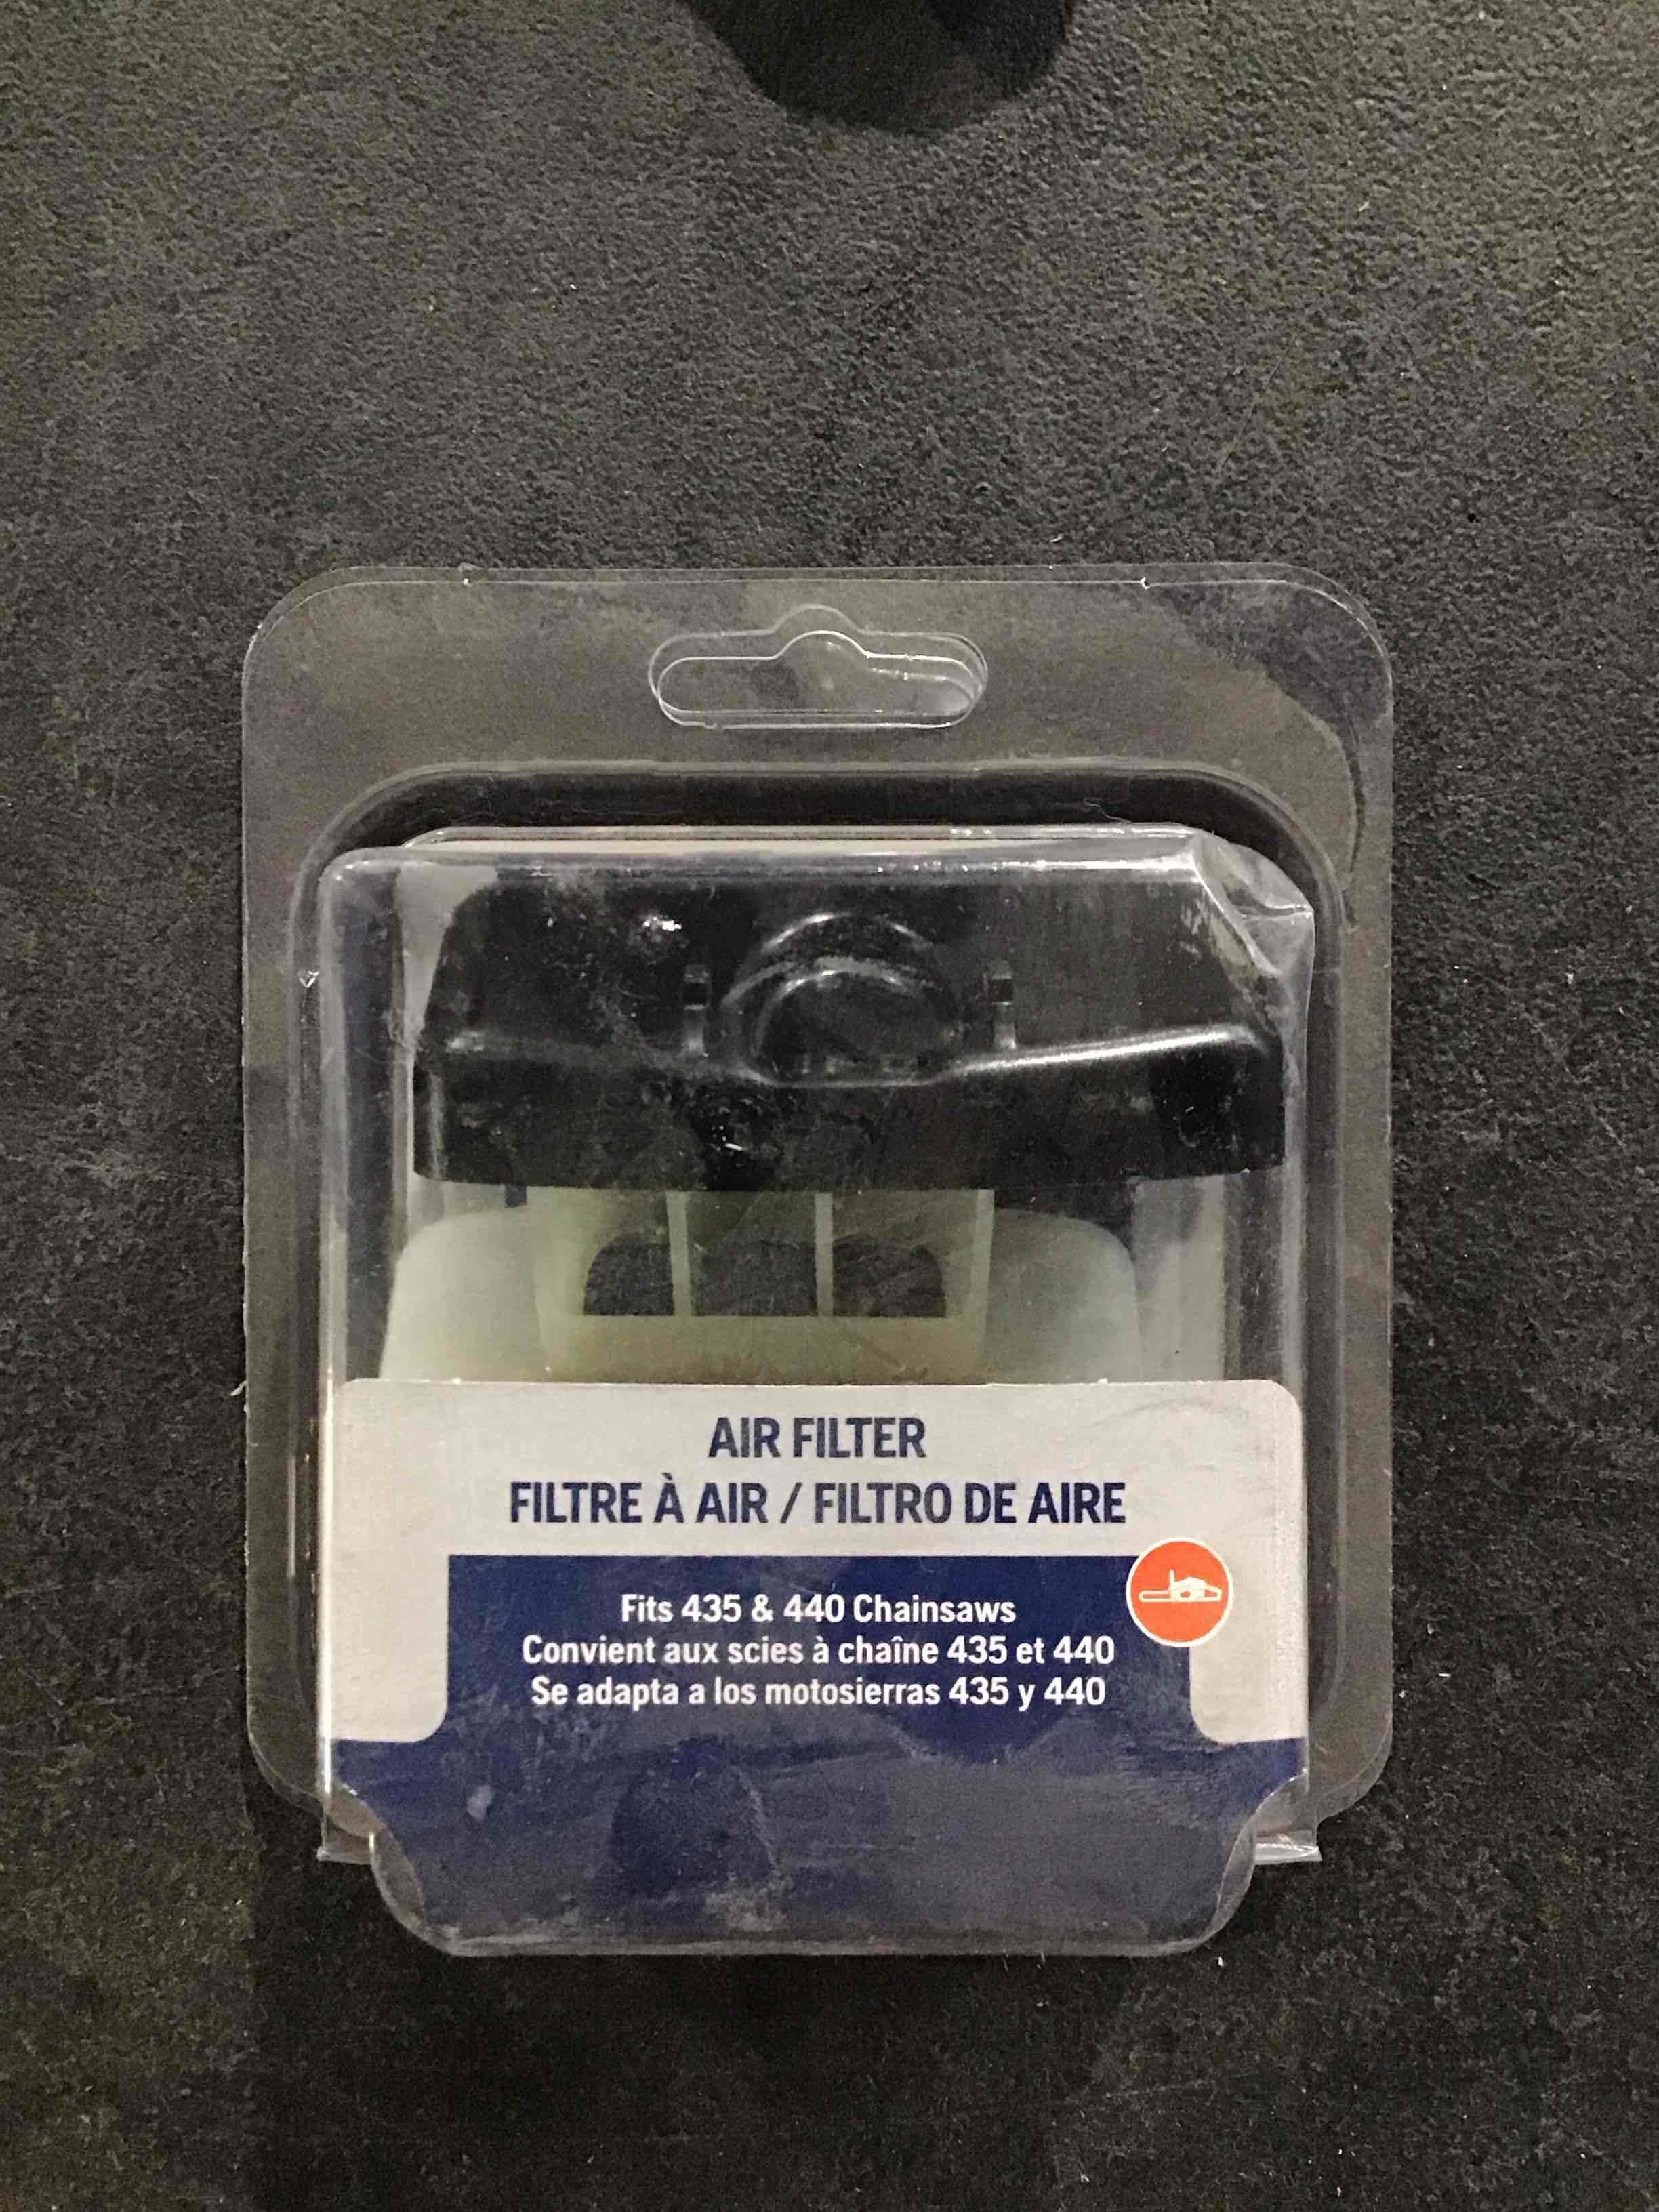 AIR FILTER
FILTRE À AIR / FILTRO DE AIRE
Fits 435 & 440 Chainsaws
Convient aux scies à chaîne 435 et 440
Se adapta a los motosierras 435 y 440